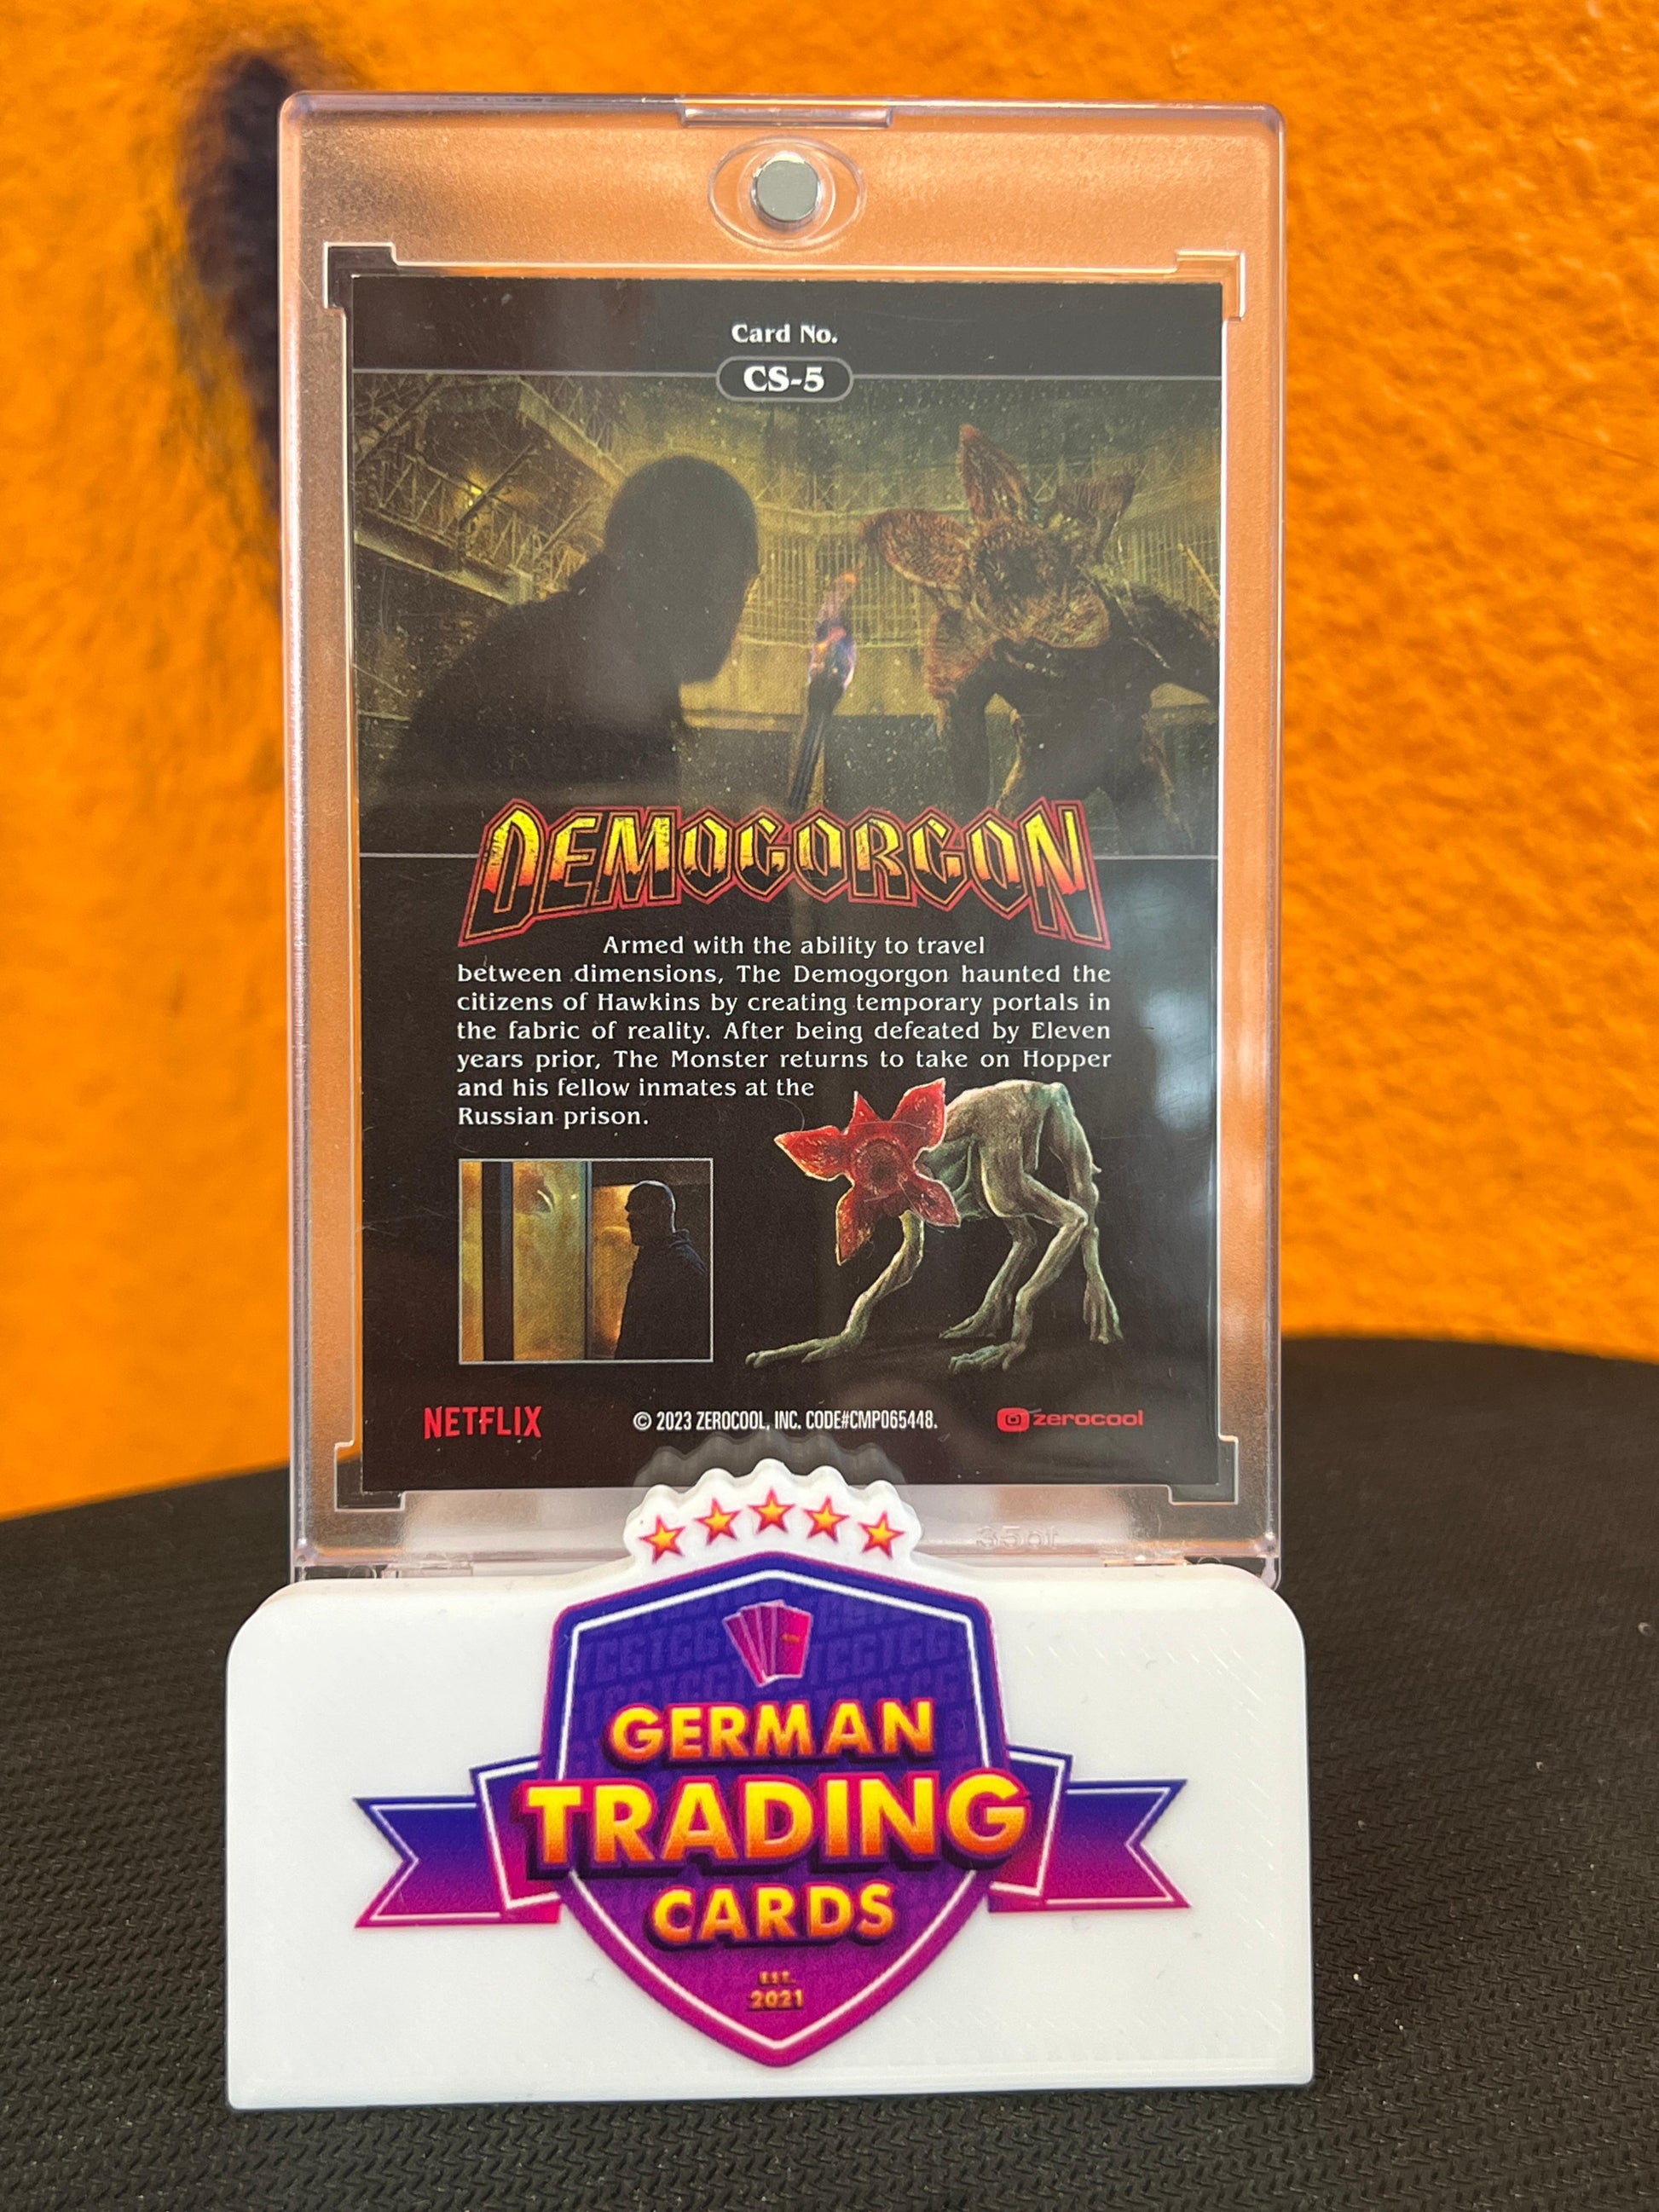 Card No.
CS-5
DEMOGORGON
Armed with the ability to travel
between dimensions, The Demogorgon haunted the
citizens of Hawkins by creating temporary portals in
the fabric of reality. After being defeated by Eleven
years prior, The Monster returns to take on Hopper
and his fellow inmates at the
Russian prison.
NETFLIX
© 2023 ZEROCOOL, INC. CODE#CMP065448.
zerocool
35pt
GERMAN
TRADING
CARDS
EST.
2021